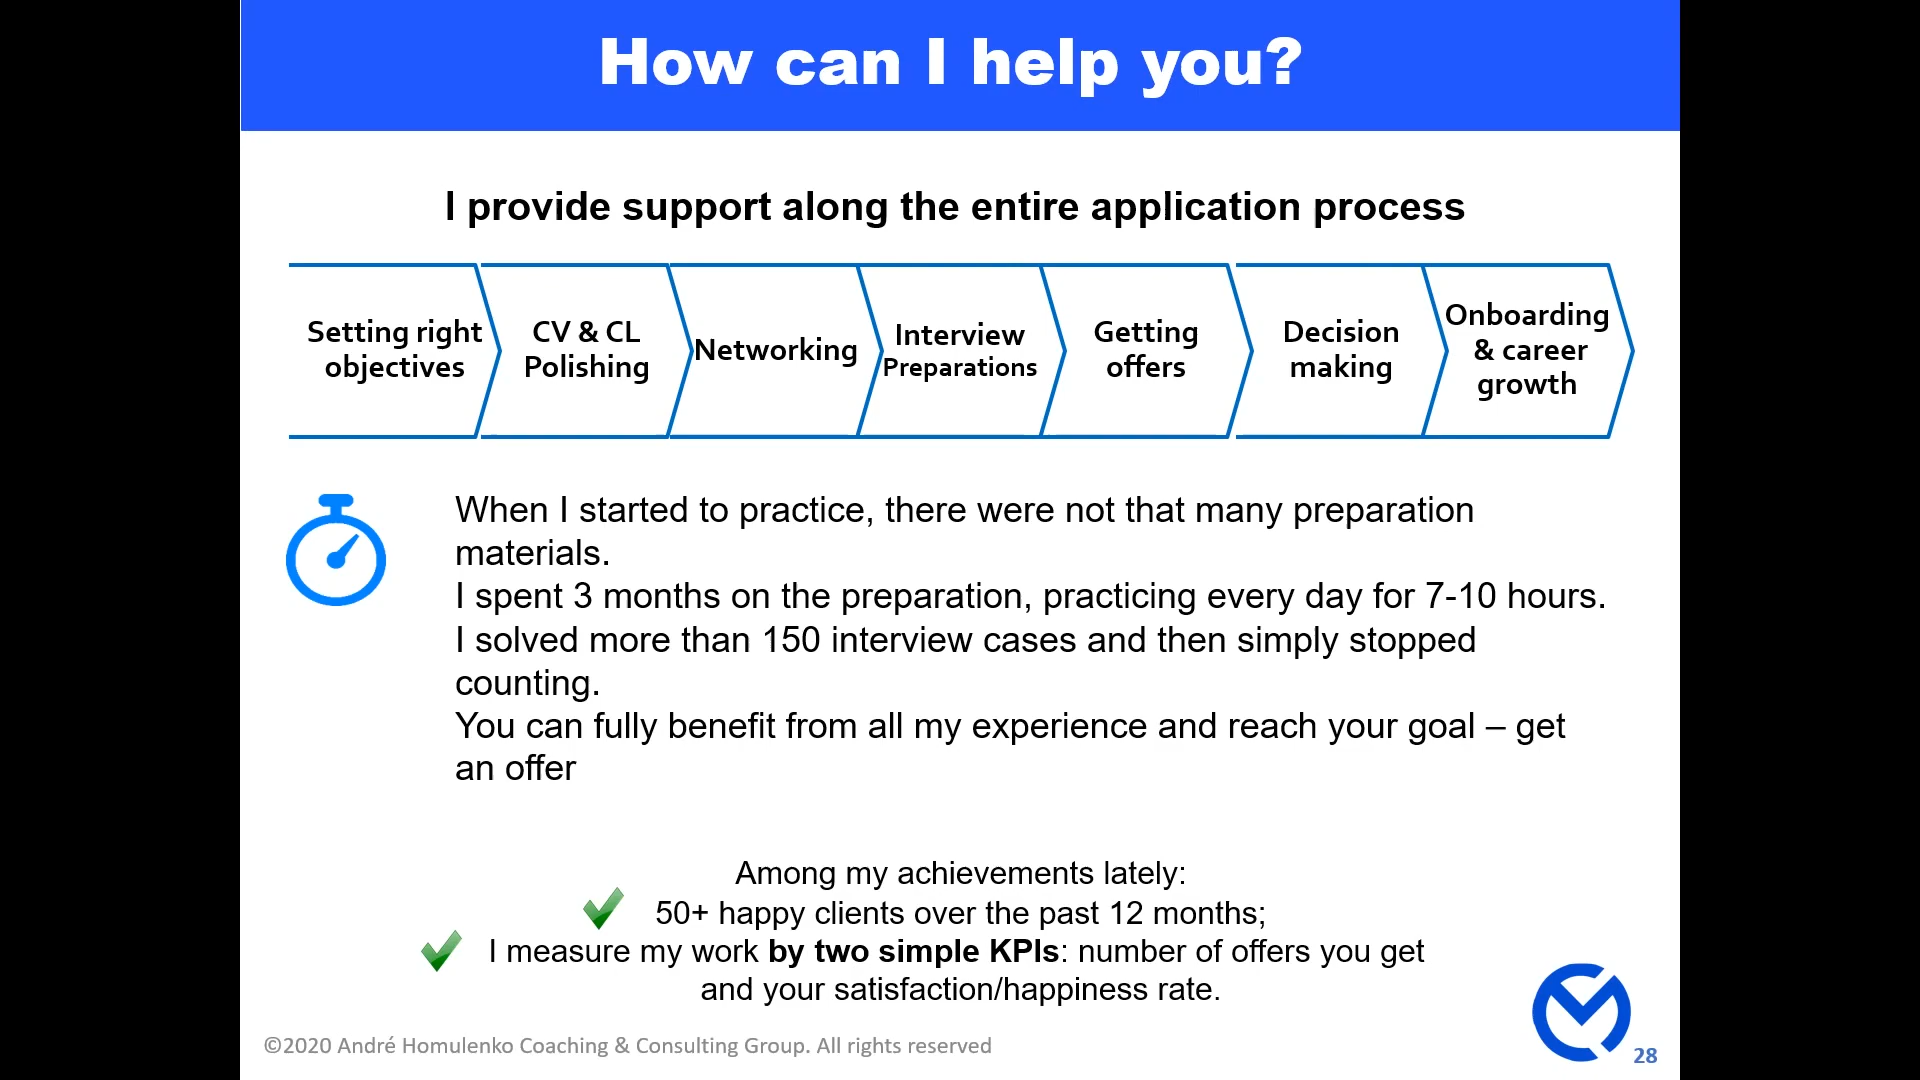 How can I help you?
I provide support along the entire application process
Setting right
objectives
CV & CL
Polishing
Networking
Interview
Preparations
Getting
offers
Decision
making
Onboarding
& career
growth
When I started to practice, there were not that many preparation
materials.
I spent 3 months on the preparation, practicing every day for 7-10 hours.
I solved more than 150 interview cases and then simply stopped
counting.
You can fully benefit from all my experience and reach your goal – get
an offer
Among my achievements lately:
50+ happy clients over the past 12 months;
I measure my work by two simple KPIs: number of offers you get
and your satisfaction/happiness rate.
©2020 André Homulenko Coaching & Consulting Group. All rights reserved
28